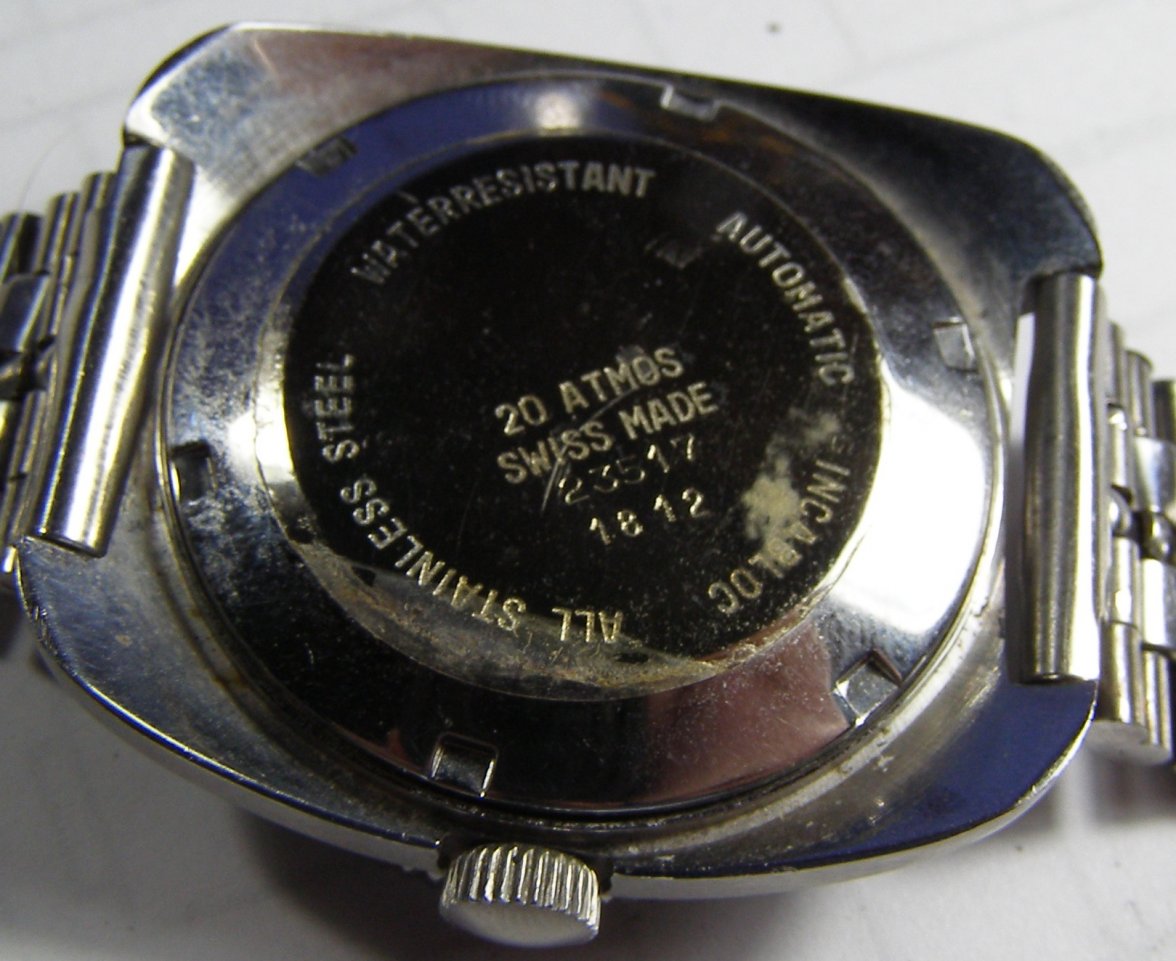 WATERRESISTANT
AUTOMATIC
INCABLOC
ALL STAINLESS STEEL
20 ATMOS
SWISS MADE
23517
1812